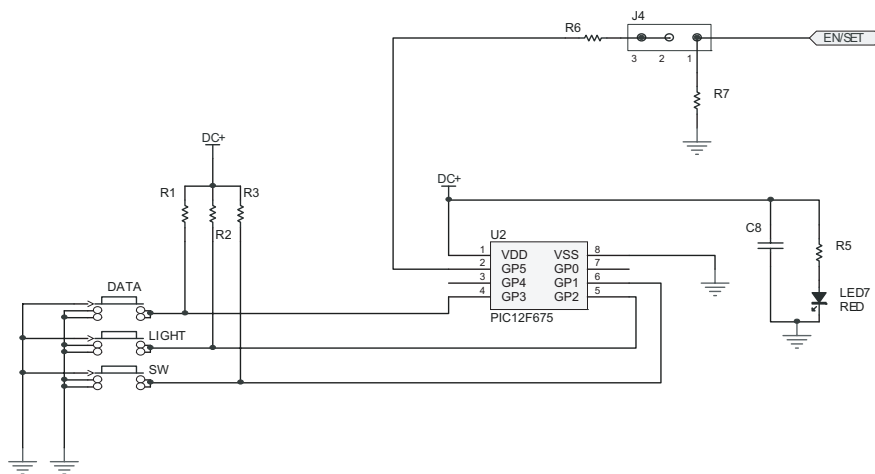 J4
R6
EN/SET
3 2 1
R7
DC+
R1 R3
R2
DC+
C8
R5
U2
1 VDD VSS 8
2 GP5 GP0 7
3 GP4 GP1 6
4 GP3 GP2 5
PIC12F675
DATA
LIGHT
SW
LED7
RED